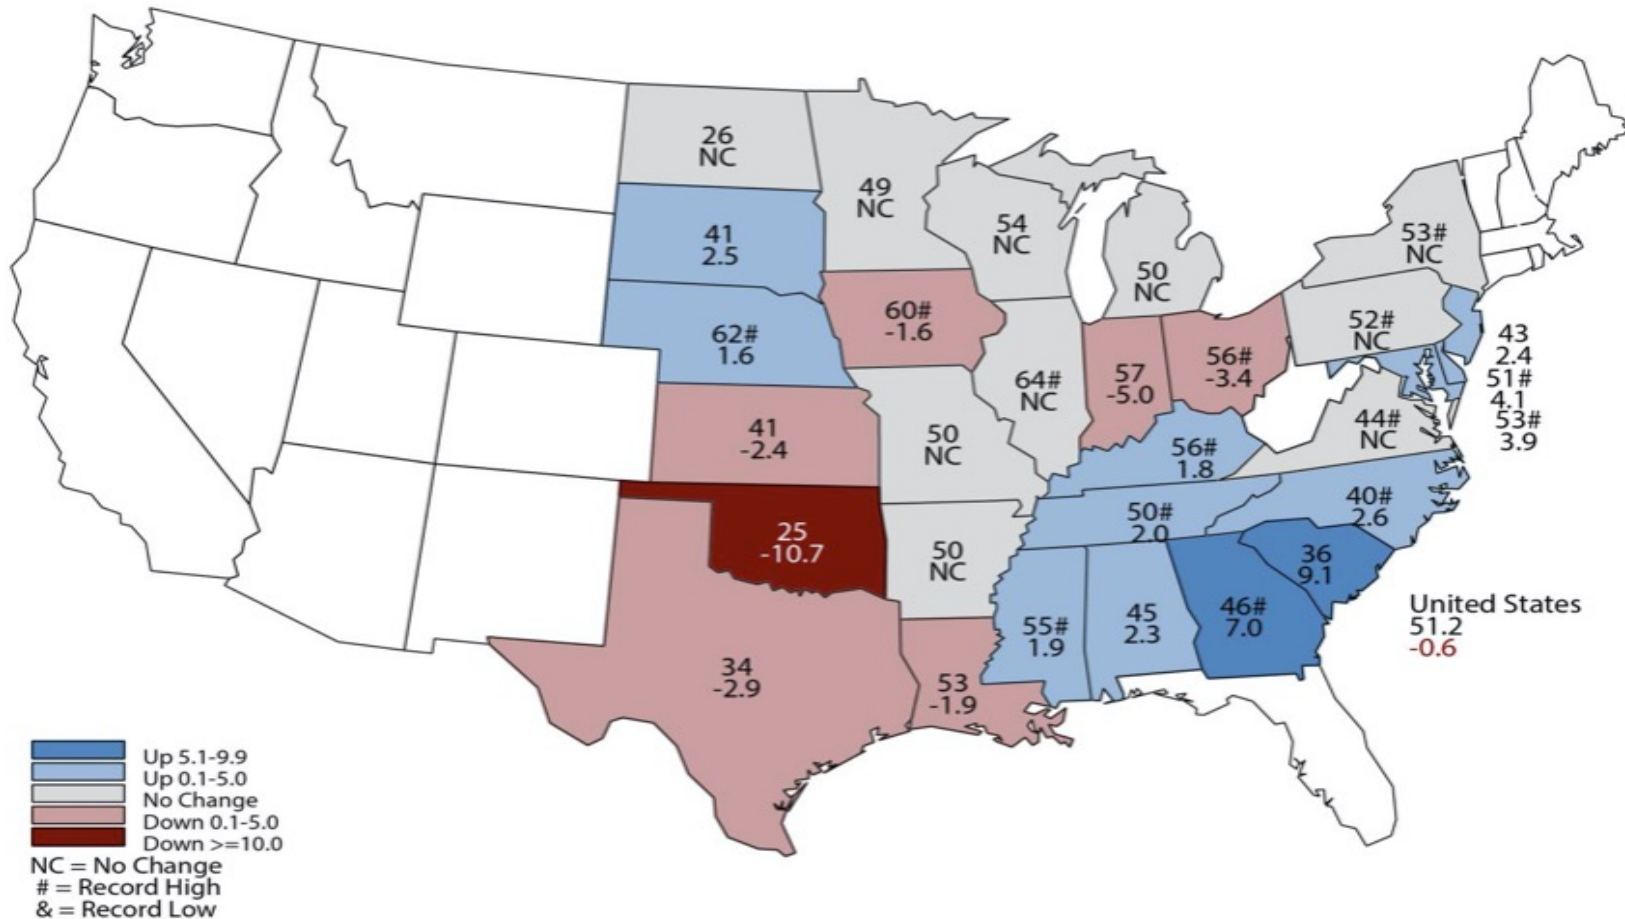 26
NC
49
NC
41
2.5
54
NC
50
NC
53#
NC
62#
1.6
60#
-1.6
52#
NC
43
2.4
51#
4.1
53#
3.9
64#
NC
57
-5.0
56#
-3.4
41
-2.4
50
NC
56#
1.8
44#
NC
25
-10.7
50
NC
50#
2.0
40#
2.6
36
9.1
34
-2.9
53
-1.9
55#
1.9
45
2.3
46#
7.0
United States
51.2
-0.6
Up 5.1-9.9
Up 0.1-5.0
No Change
Down 0.1-5.0
Down >=10.0
NC = No Change
# = Record High
& = Record Low